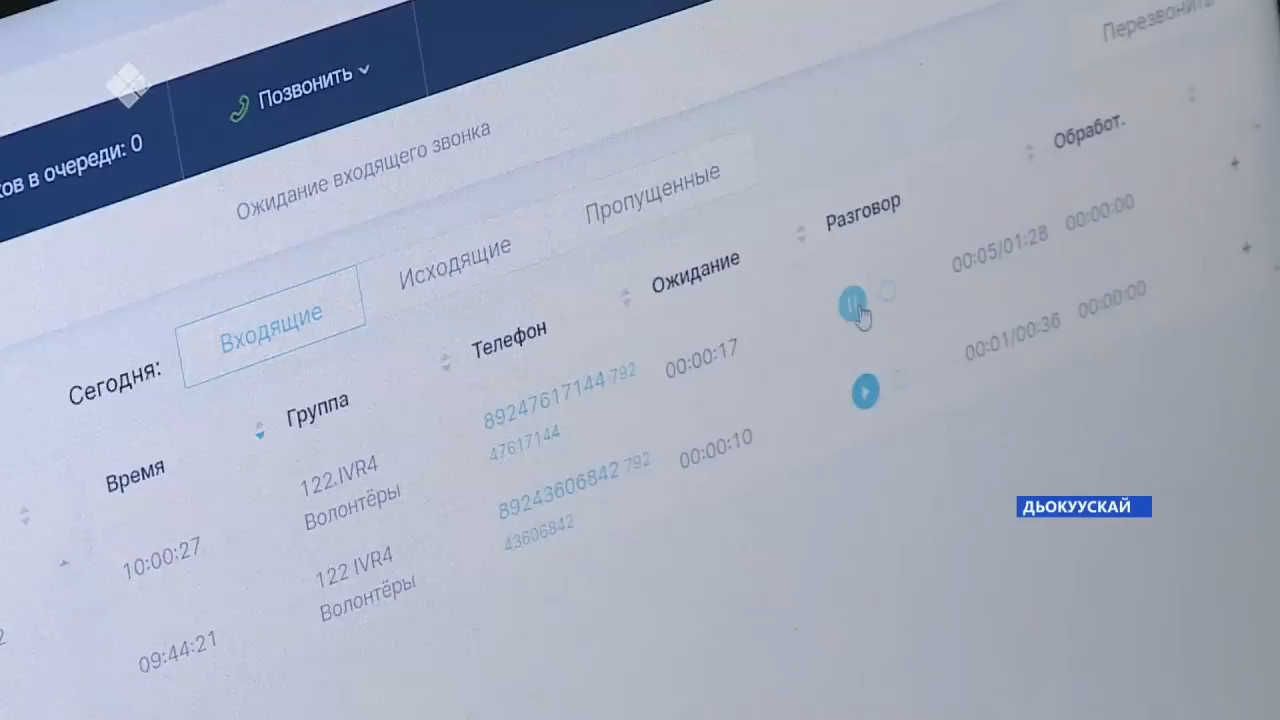 Перезвонить
ков в очереди: 0
Позвонить
Ожидание входящего звонка
Сегодня:
Входящие
Исходящие
Пропущенные
Время
Группа
Телефон
Ожидание
Разговор
Обработ.
10:00:27
122.IVR4
Волонтёры
89247617144 792
47617144
00:00:17
00:05/01:28
00:00:00
09:44:21
122 IVR4
Волонтёры
89243606842 792
43606842
00:00:10
00:01/00:36
00:00:00
ДЬОКУУСКАЙ